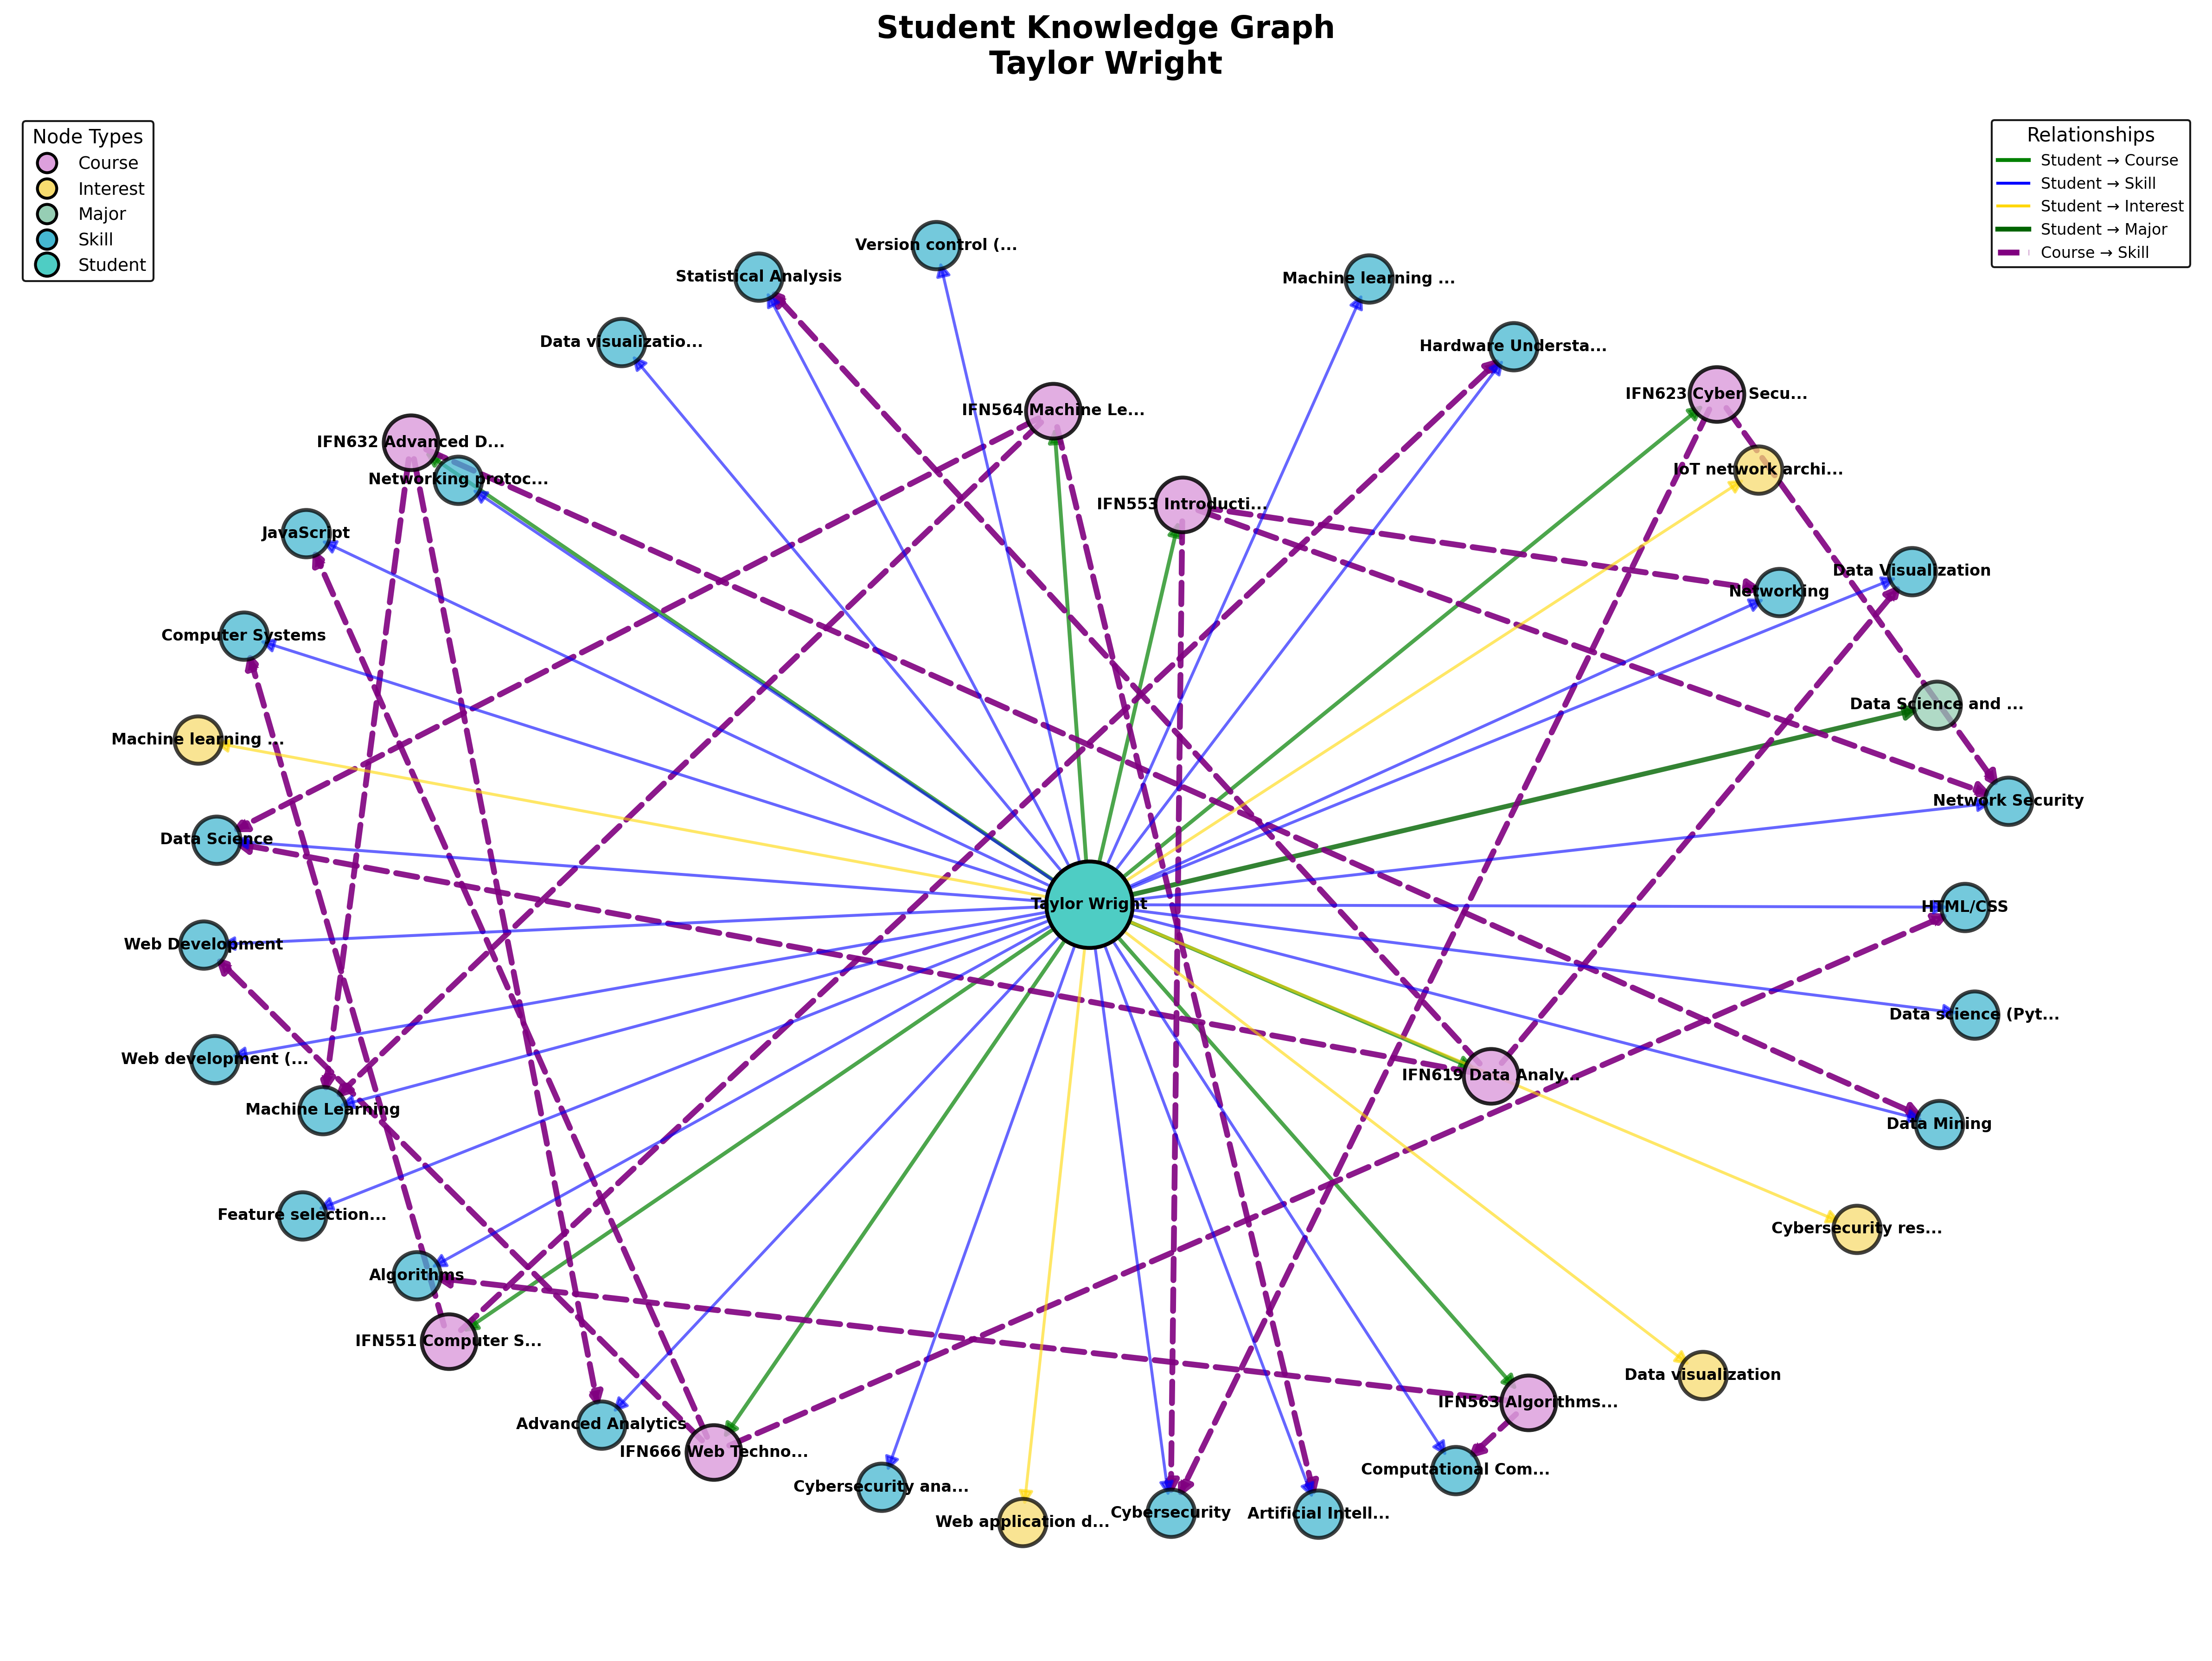 Student Knowledge Graph
Taylor Wright
Node Types
Course
Interest
Major
Skill
Student
Relationships
Student → Course
Student → Skill
Student → Interest
Student → Major
Course → Skill
Version control (...
Statistical Analysis
Machine learning ...
Data visualizatio...
Hardware Understa...
IFN623 Cyber Secu...
IFN564 Machine Le...
IFN632 Advanced D...
IoT network archi...
Networking protoc...
IFN553 Introducti...
JavaScript
Data Visualization
Networking
Computer Systems
Data Science and ...
Machine learning ...
Network Security
Data Science
Taylor Wright
HTML/CSS
Web Development
Data science (Pyt...
Web development (...
IFN619 Data Analy...
Machine Learning
Data Mining
Feature selection...
Cybersecurity res...
Algorithms
IFN551 Computer S...
Data visualization
IFN563 Algorithms...
Advanced Analytics
IFN666 Web Techno...
Computational Com...
Cybersecurity ana...
Web application d...
Cybersecurity
Artificial Intell...